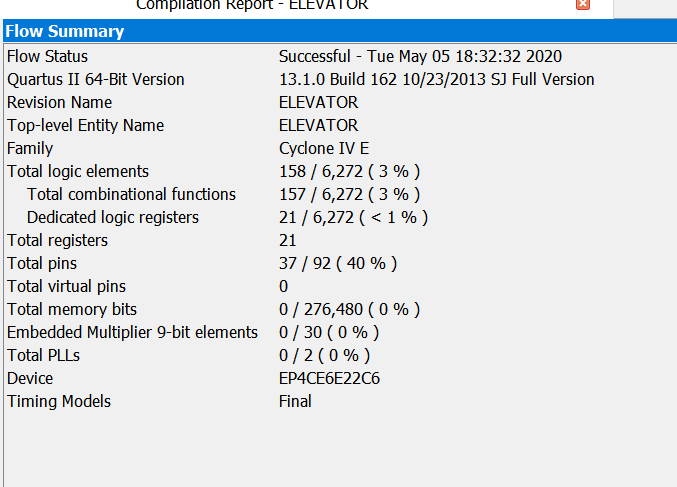 Compilation Report - ELEVATOR
Flow Summary
Flow Status Successful - Tue May 05 18:32:32 2020
Quartus II 64-Bit Version 13.1.0 Build 162 10/23/2013 SJ Full Version
Revision Name ELEVATOR
Top-level Entity Name ELEVATOR
Family Cyclone IV E
Total logic elements 158 / 6,272 ( 3 % )
Total combinational functions 157 / 6,272 ( 3 % )
Dedicated logic registers 21 / 6,272 ( < 1 % )
Total registers 21
Total pins 37 / 92 ( 40 % )
Total virtual pins 0
Total memory bits 0 / 276,480 ( 0 % )
Embedded Multiplier 9-bit elements 0 / 30 ( 0 % )
Total PLLs 0 / 2 ( 0 % )
Device EP4CE6E22C6
Timing Models Final